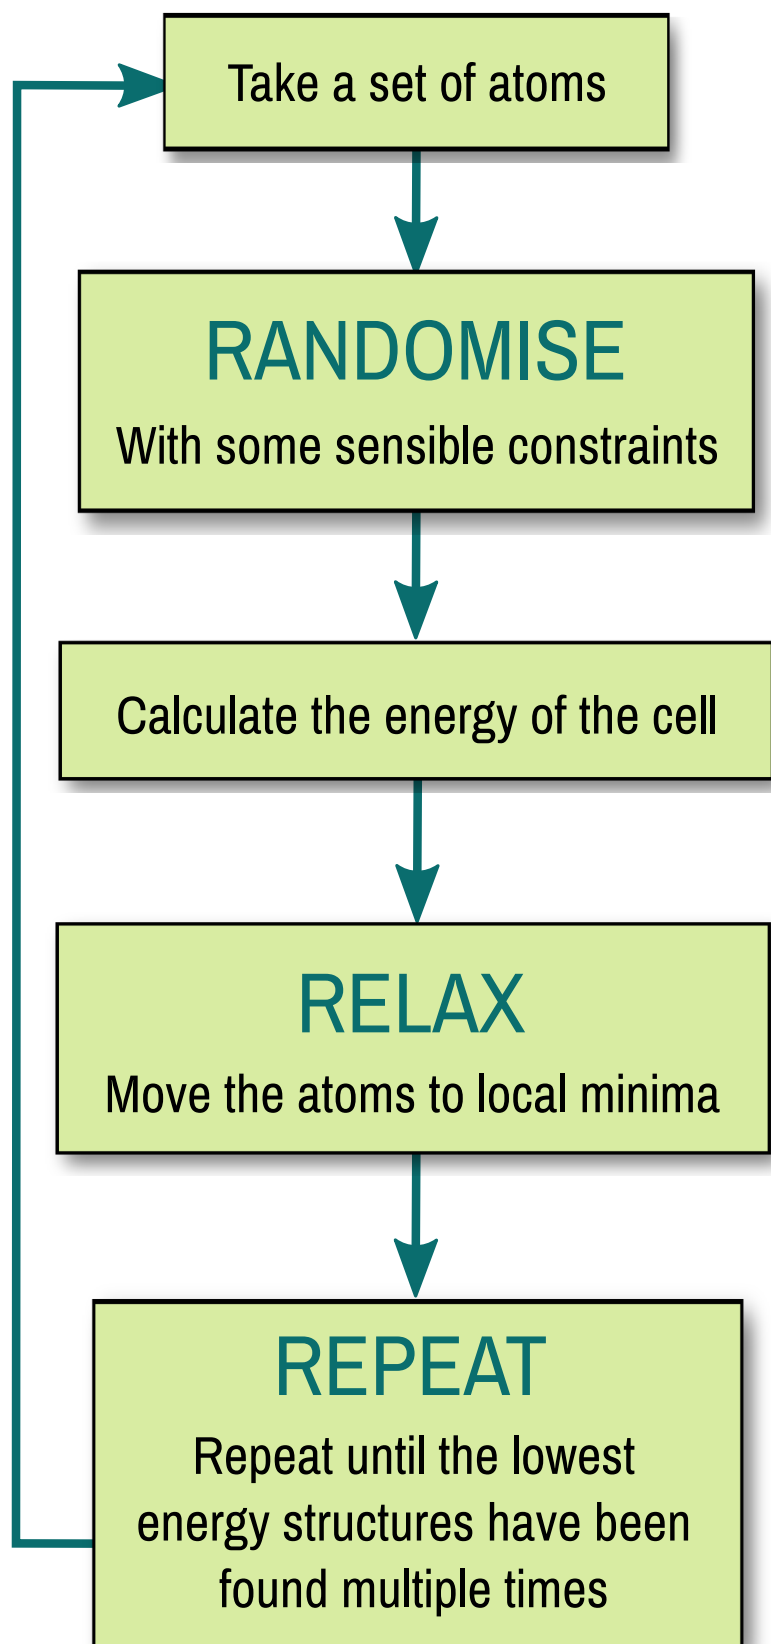 Take a set of atoms
RANDOMISE
With some sensible constraints
Calculate the energy of the cell
RELAX
Move the atoms to local minima
REPEAT
Repeat until the lowest
energy structures have been
found multiple times